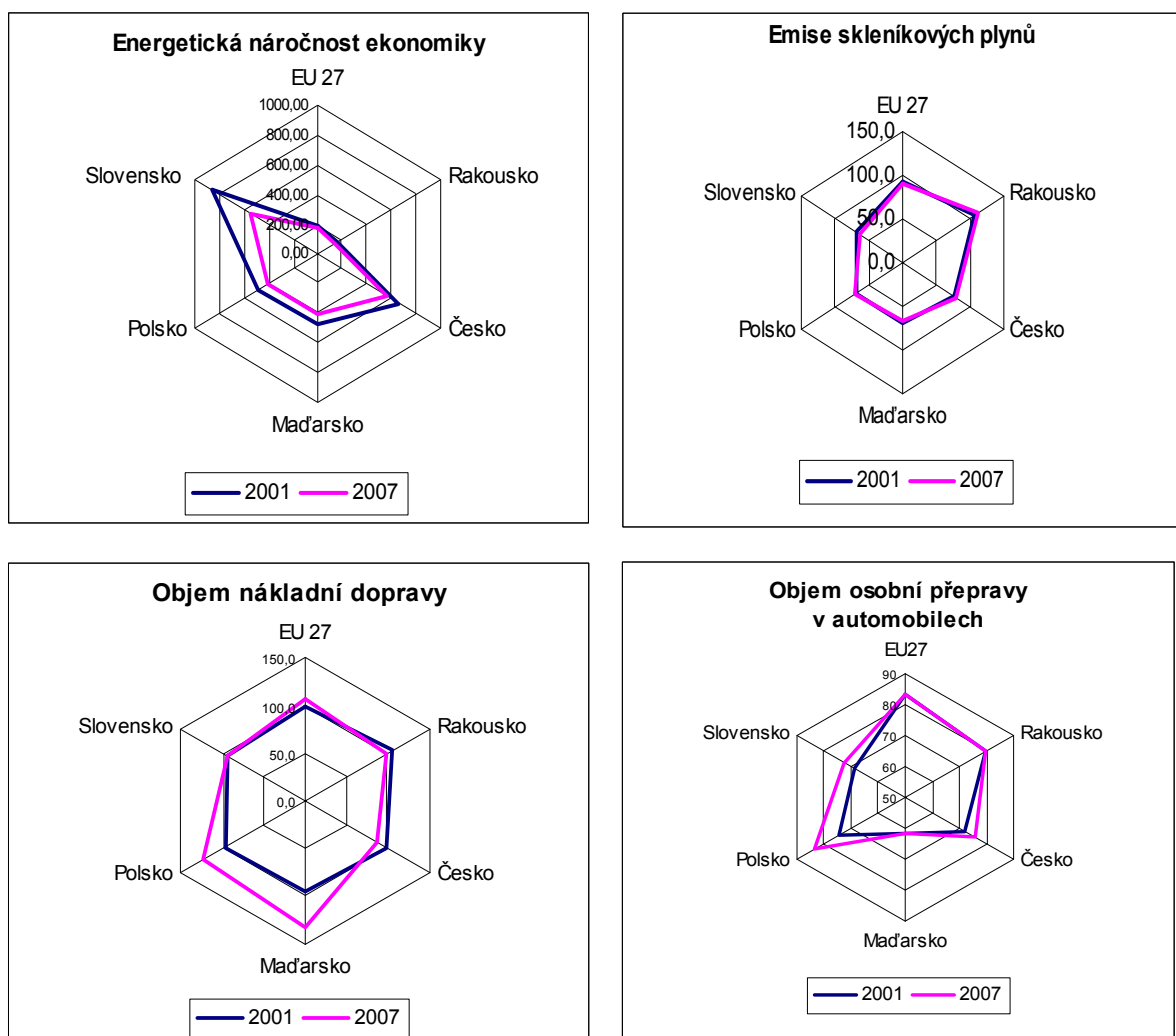 Energetická náročnost ekonomiky
EU 27
1000,00
800,00
600,00
400,00
200,00
0,00
Slovensko
Rakousko
Polsko
Česko
Maďarsko
2001
2007
Emise skleníkových plynů
EU 27
150,0
100,0
50,0
0,0
Slovensko
Rakousko
Polsko
Česko
Maďarsko
2001
2007
Objem nákladní dopravy
EU 27
150,0
100,0
50,0
0,0
Slovensko
Rakousko
Polsko
Česko
Maďarsko
2001
2007
Objem osobní přepravy
v automobilech
EU27
90
80
70
60
50
Slovensko
Rakousko
Polsko
Česko
Maďarsko
2001
2007